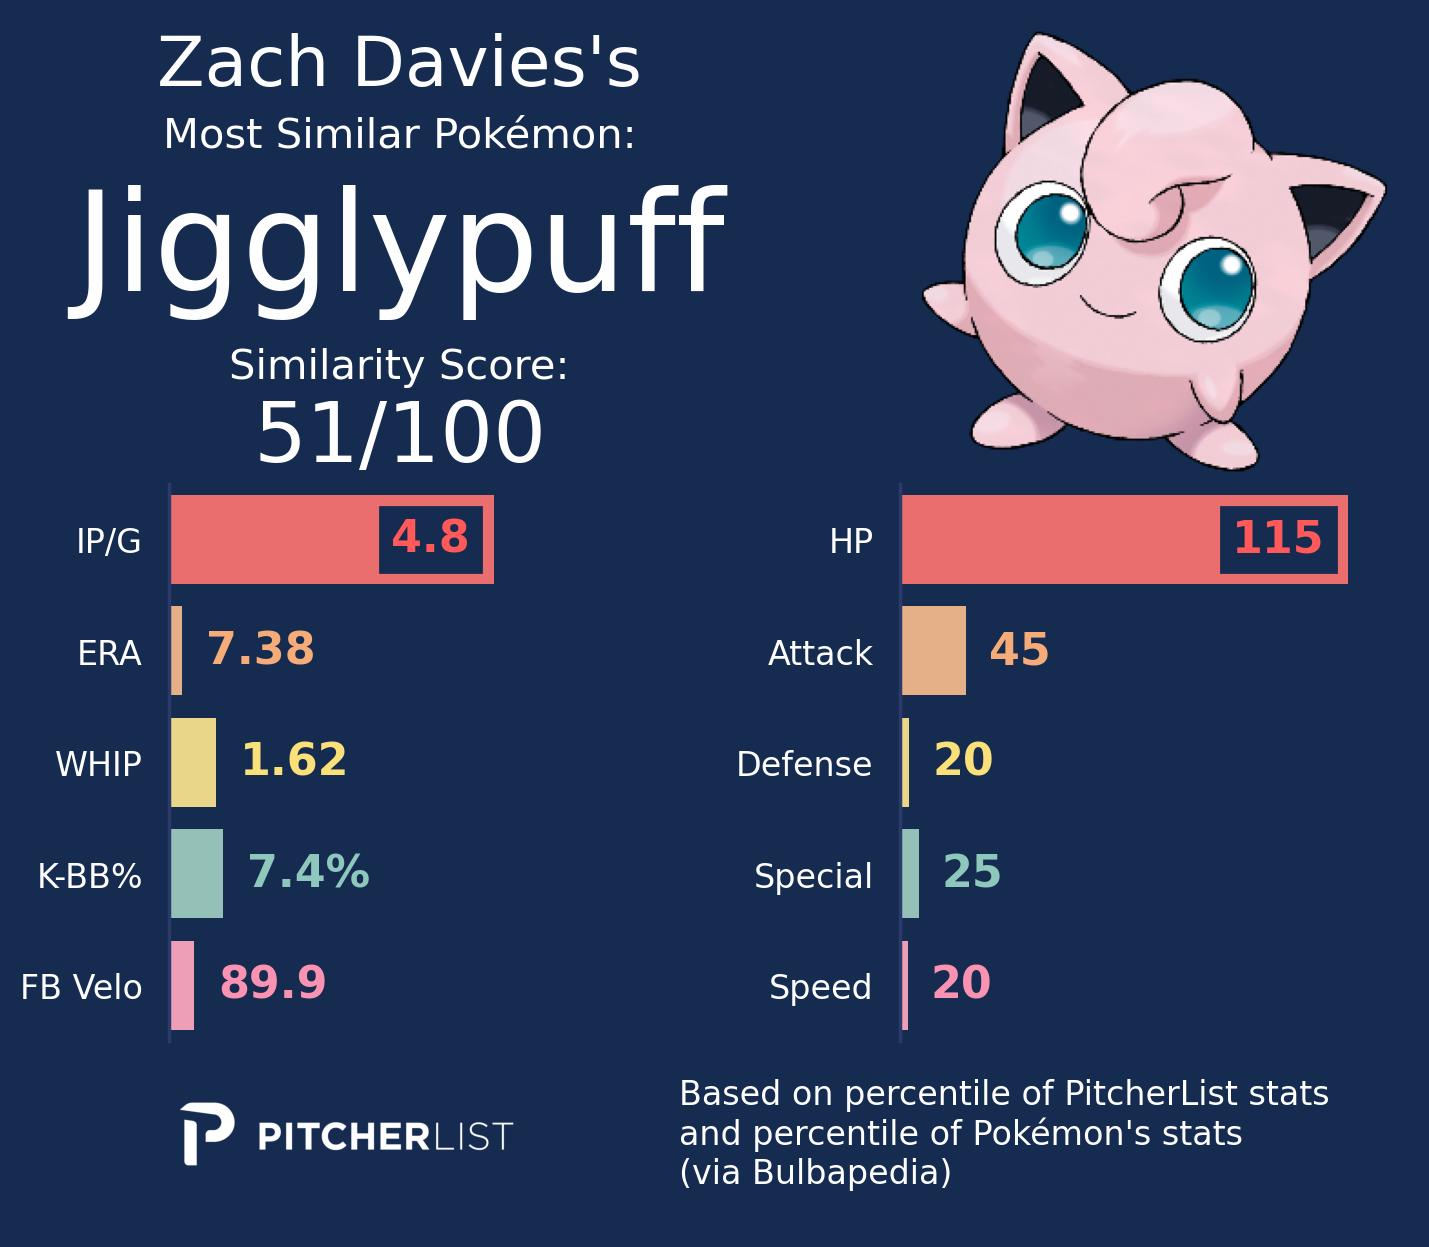 Zach Davies's
Most Similar Pokémon:
Jigglypuff
Similarity Score:
51/100
IP/G 4.8
ERA 7.38
WHIP 1.62
K-BB% 7.4%
FB Velo 89.9
HP 115
Attack 45
Defense 20
Special 25
Speed 20
PITCHERLIST
Based on percentile of PitcherList stats
and percentile of Pokémon's stats
(via Bulbapedia)